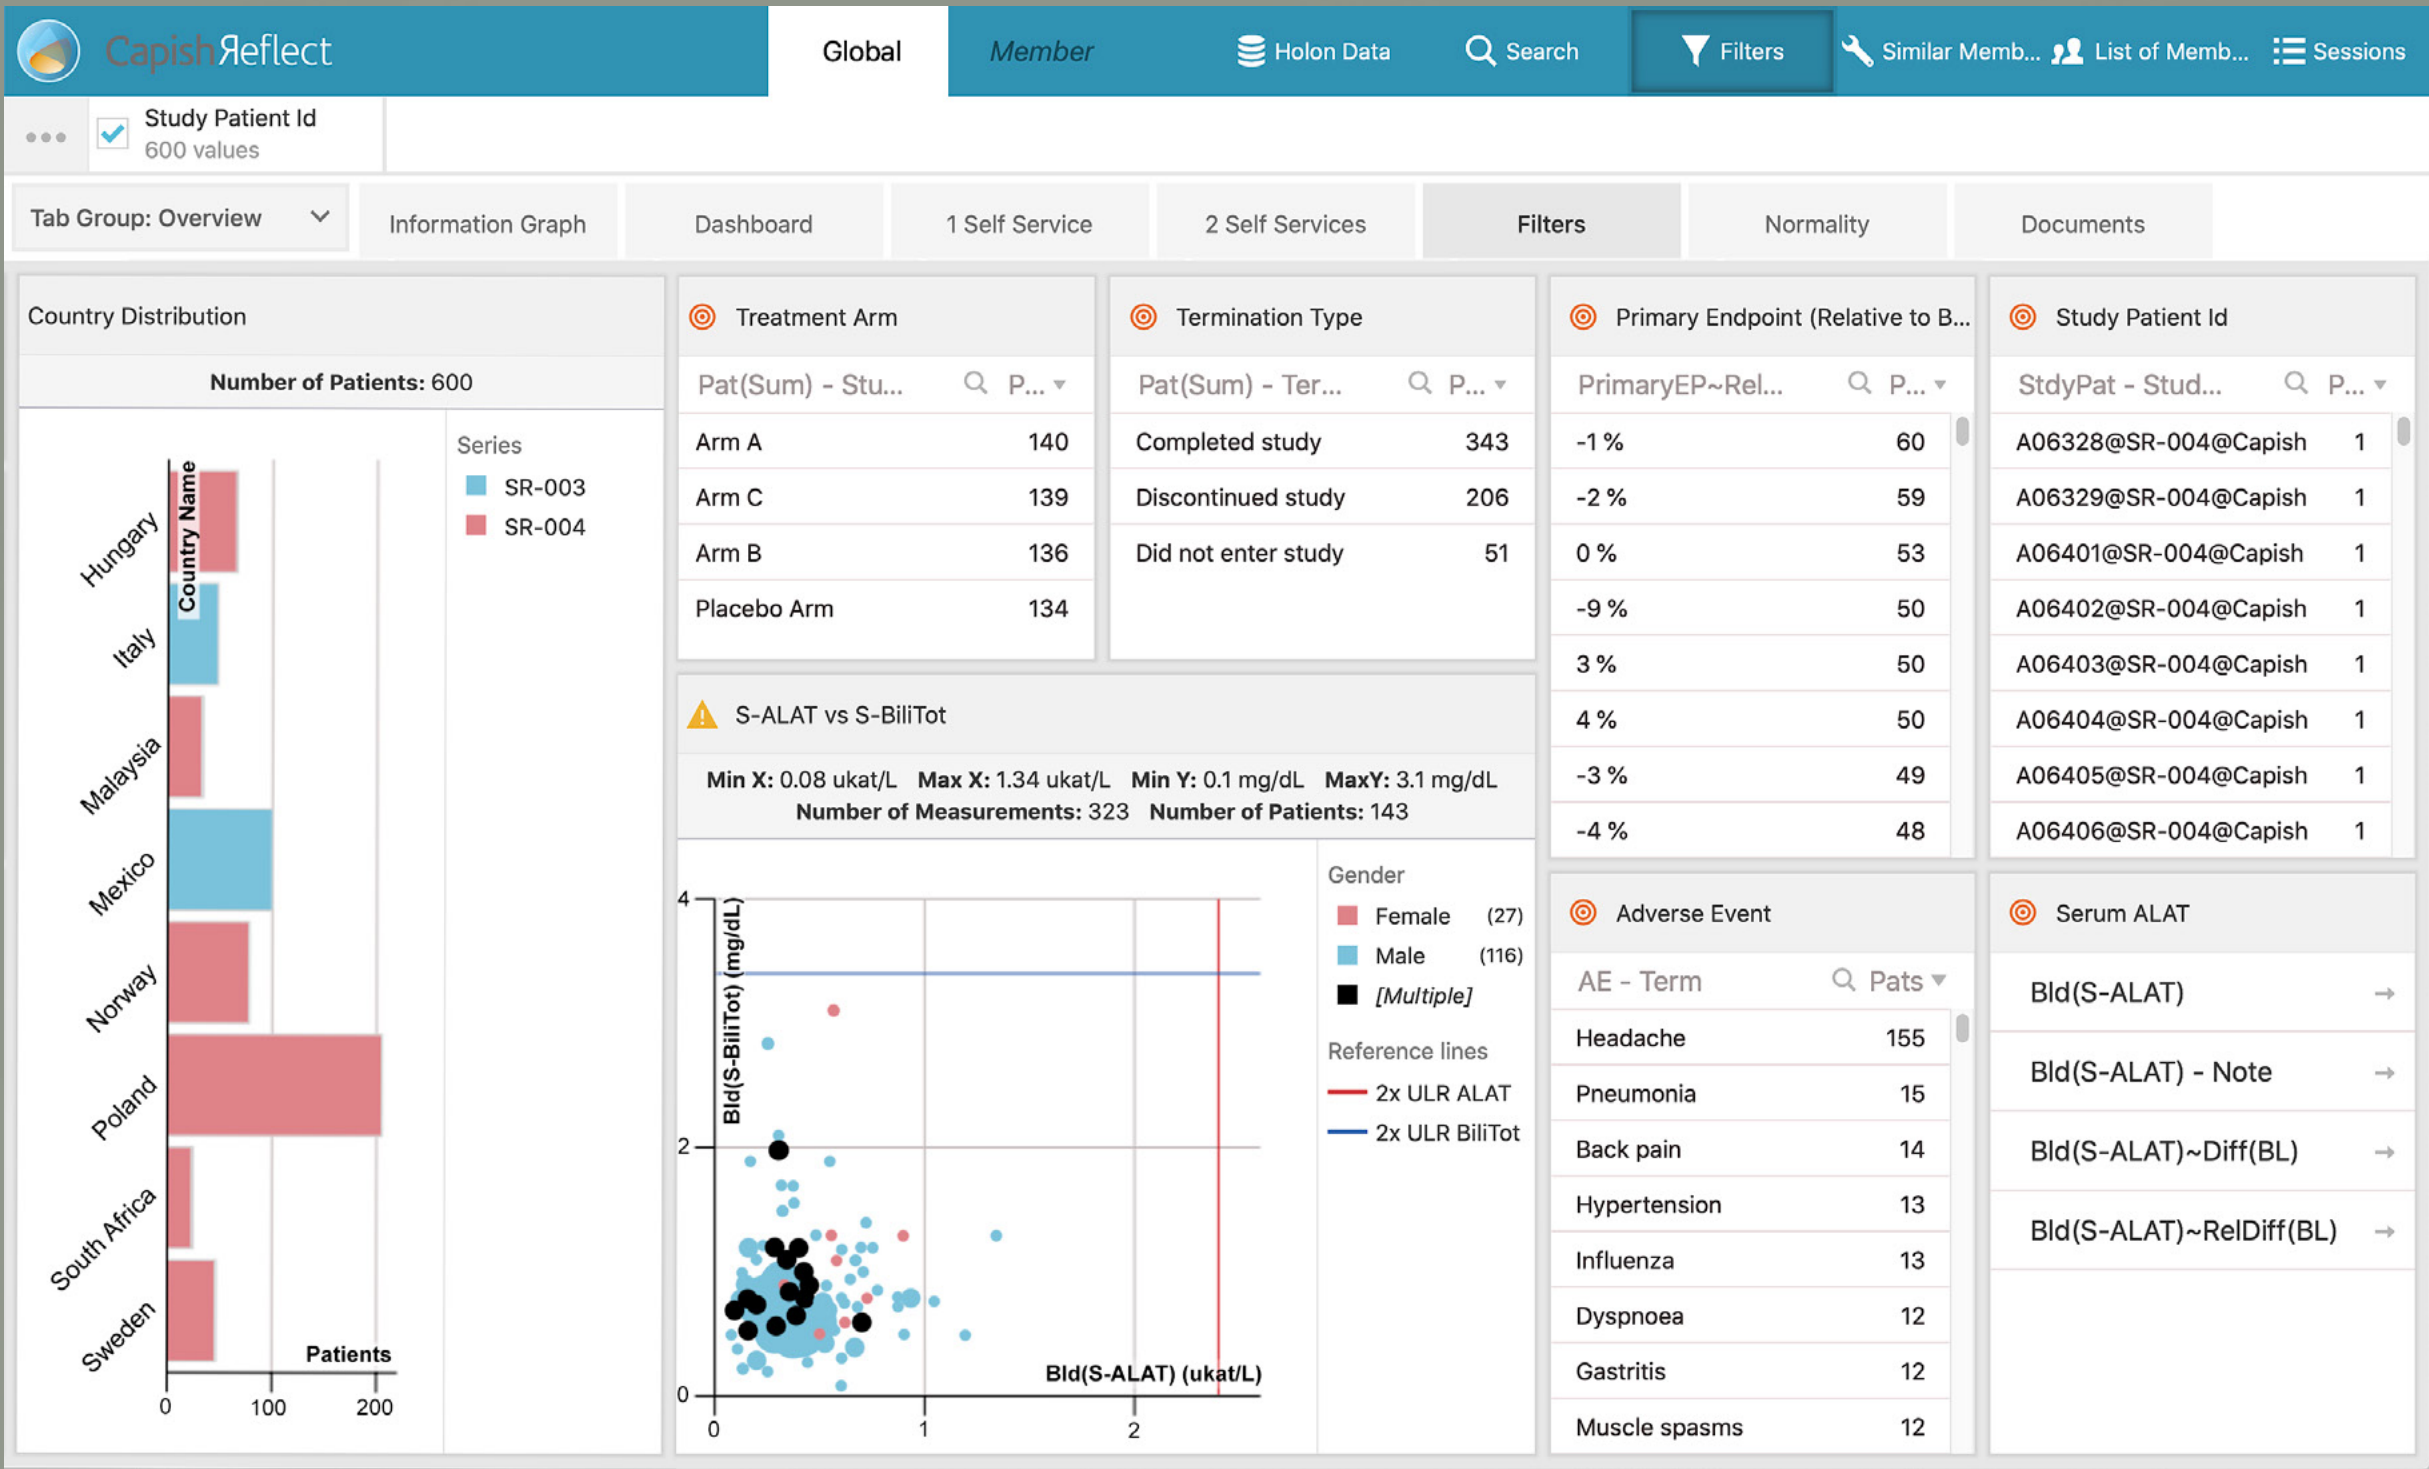 CapishReflect
Global
Member
Holon Data
Search
Filters
Similar Memb...
List of Memb...
Sessions
Study Patient Id
600 values
Tab Group: Overview
Information Graph
Dashboard
1 Self Service
2 Self Services
Filters
Normality
Documents
Country Distribution
Number of Patients: 600
Country Name
Hungary
Italy
Malaysia
Mexico
Norway
Poland
South Africa
Sweden
Patients
0 100 200
Series
SR-003
SR-004
Treatment Arm
Pat(Sum) - Stu... P...
Arm A 140
Arm C 139
Arm B 136
Placebo Arm 134
Termination Type
Pat(Sum) - Ter... P...
Completed study 343
Discontinued study 206
Did not enter study 51
S-ALAT vs S-BiliTot
Min X: 0.08 ukat/L Max X: 1.34 ukat/L Min Y: 0.1 mg/dL MaxY: 3.1 mg/dL
Number of Measurements: 323 Number of Patients: 143
Bld(S-BiliTot) (mg/dL)
4
2
0
Bld(S-ALAT) (ukat/L)
0 1 2
Gender
Female (27)
Male (116)
[Multiple]
Reference lines
2x ULR ALAT
2x ULR BiliTot
Primary Endpoint (Relative to B...
PrimaryEP~Rel... P...
-1 % 60
-2 % 59
0 % 53
-9 % 50
3 % 50
4 % 50
-3 % 49
-4 % 48
Study Patient Id
StdyPat - Stud... P...
A06328@SR-004@Capish 1
A06329@SR-004@Capish 1
A06401@SR-004@Capish 1
A06402@SR-004@Capish 1
A06403@SR-004@Capish 1
A06404@SR-004@Capish 1
A06405@SR-004@Capish 1
A06406@SR-004@Capish 1
Adverse Event
AE - Term Pats
Headache 155
Pneumonia 15
Back pain 14
Hypertension 13
Influenza 13
Dyspnoea 12
Gastritis 12
Muscle spasms 12
Serum ALAT
Bld(S-ALAT)
Bld(S-ALAT) - Note
Bld(S-ALAT)~Diff(BL)
Bld(S-ALAT)~RelDiff(BL)